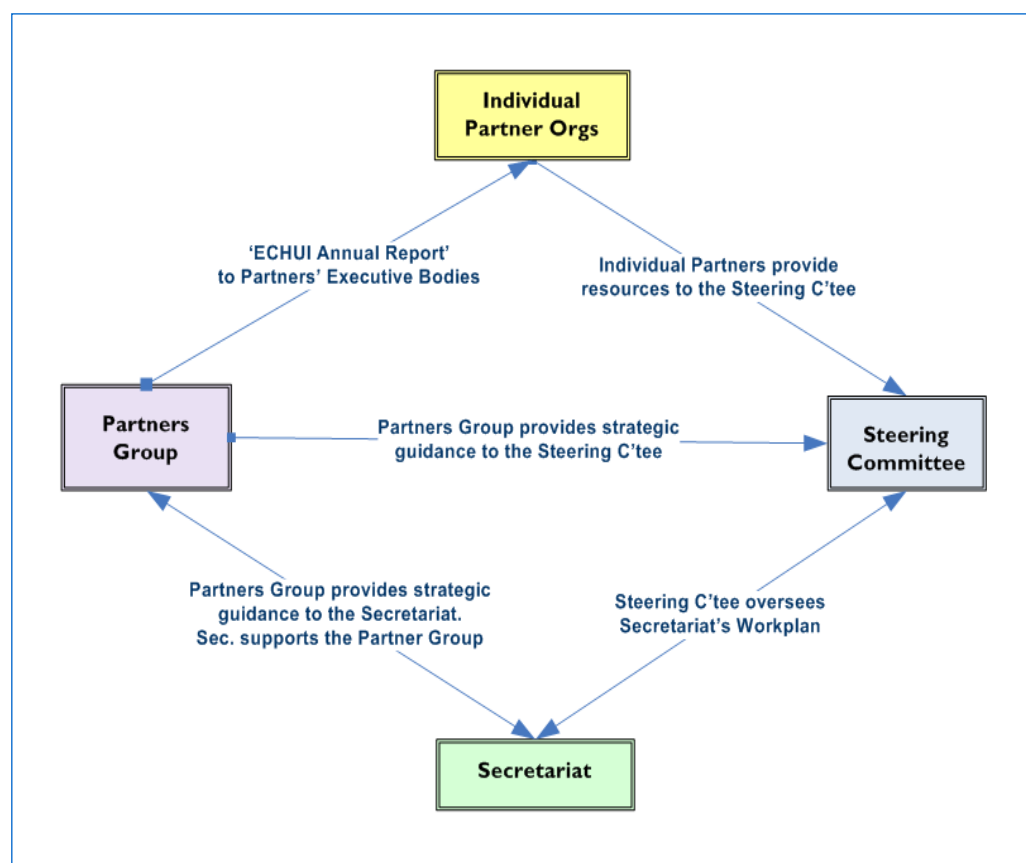 Individual
Partner Orgs
‘ECHUI Annual Report’
to Partners’ Executive Bodies
Individual Partners provide
resources to the Steering C’tee
Partners
Group
Partners Group provides strategic
guidance to the Steering C’tee
Steering
Committee
Partners Group provides strategic
guidance to the Secretariat.
Sec. supports the Partner Group
Steering C’tee oversees
Secretariat’s Workplan
Secretariat